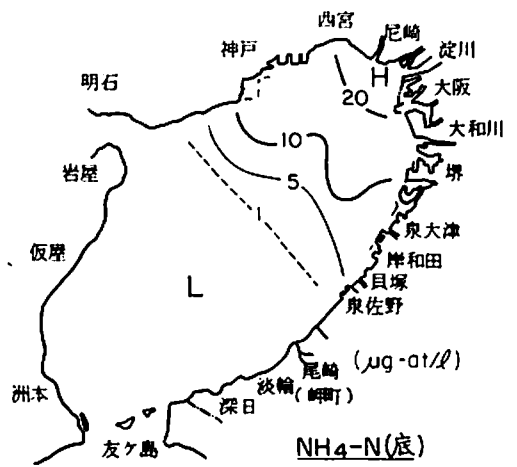 西宮
尼崎
淀川
神戸
H
大阪
明石
20
大和川
10
堺
岩屋
5
泉大津
1
岸和田
仮屋
貝塚
L
泉佐野
(μg-at/l)
尾崎
淡輪
(岬町)
洲本
深日
友ヶ島
NH4-N(底)